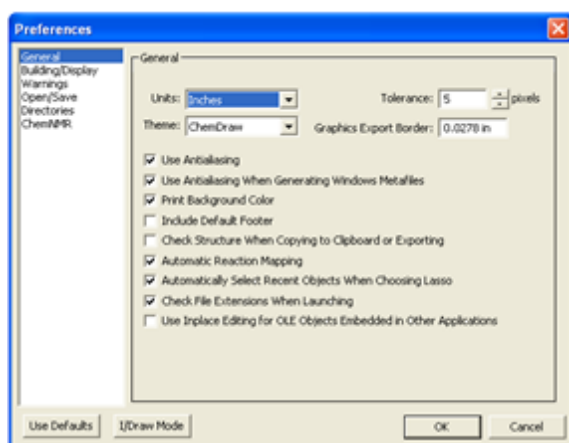 Preferences
General
Building/Display
Warnings
Open/Save
Directories
ChemNMR
General
Units: Inches
Tolerance: 5 pixels
Theme: ChemDraw
Graphics Export Border: 0.0278 in
Use Antialiasing
Use Antialiasing When Generating Windows Metafiles
Print Background Color
Include Default Footer
Check Structure When Copying to Clipboard or Exporting
Automatic Reaction Mapping
Automatically Select Recent Objects When Choosing Lasso
Check File Extensions When Launching
Use Inplace Editing for OLE Objects Embedded in Other Applications
Use Defaults
I/Draw Mode
OK
Cancel